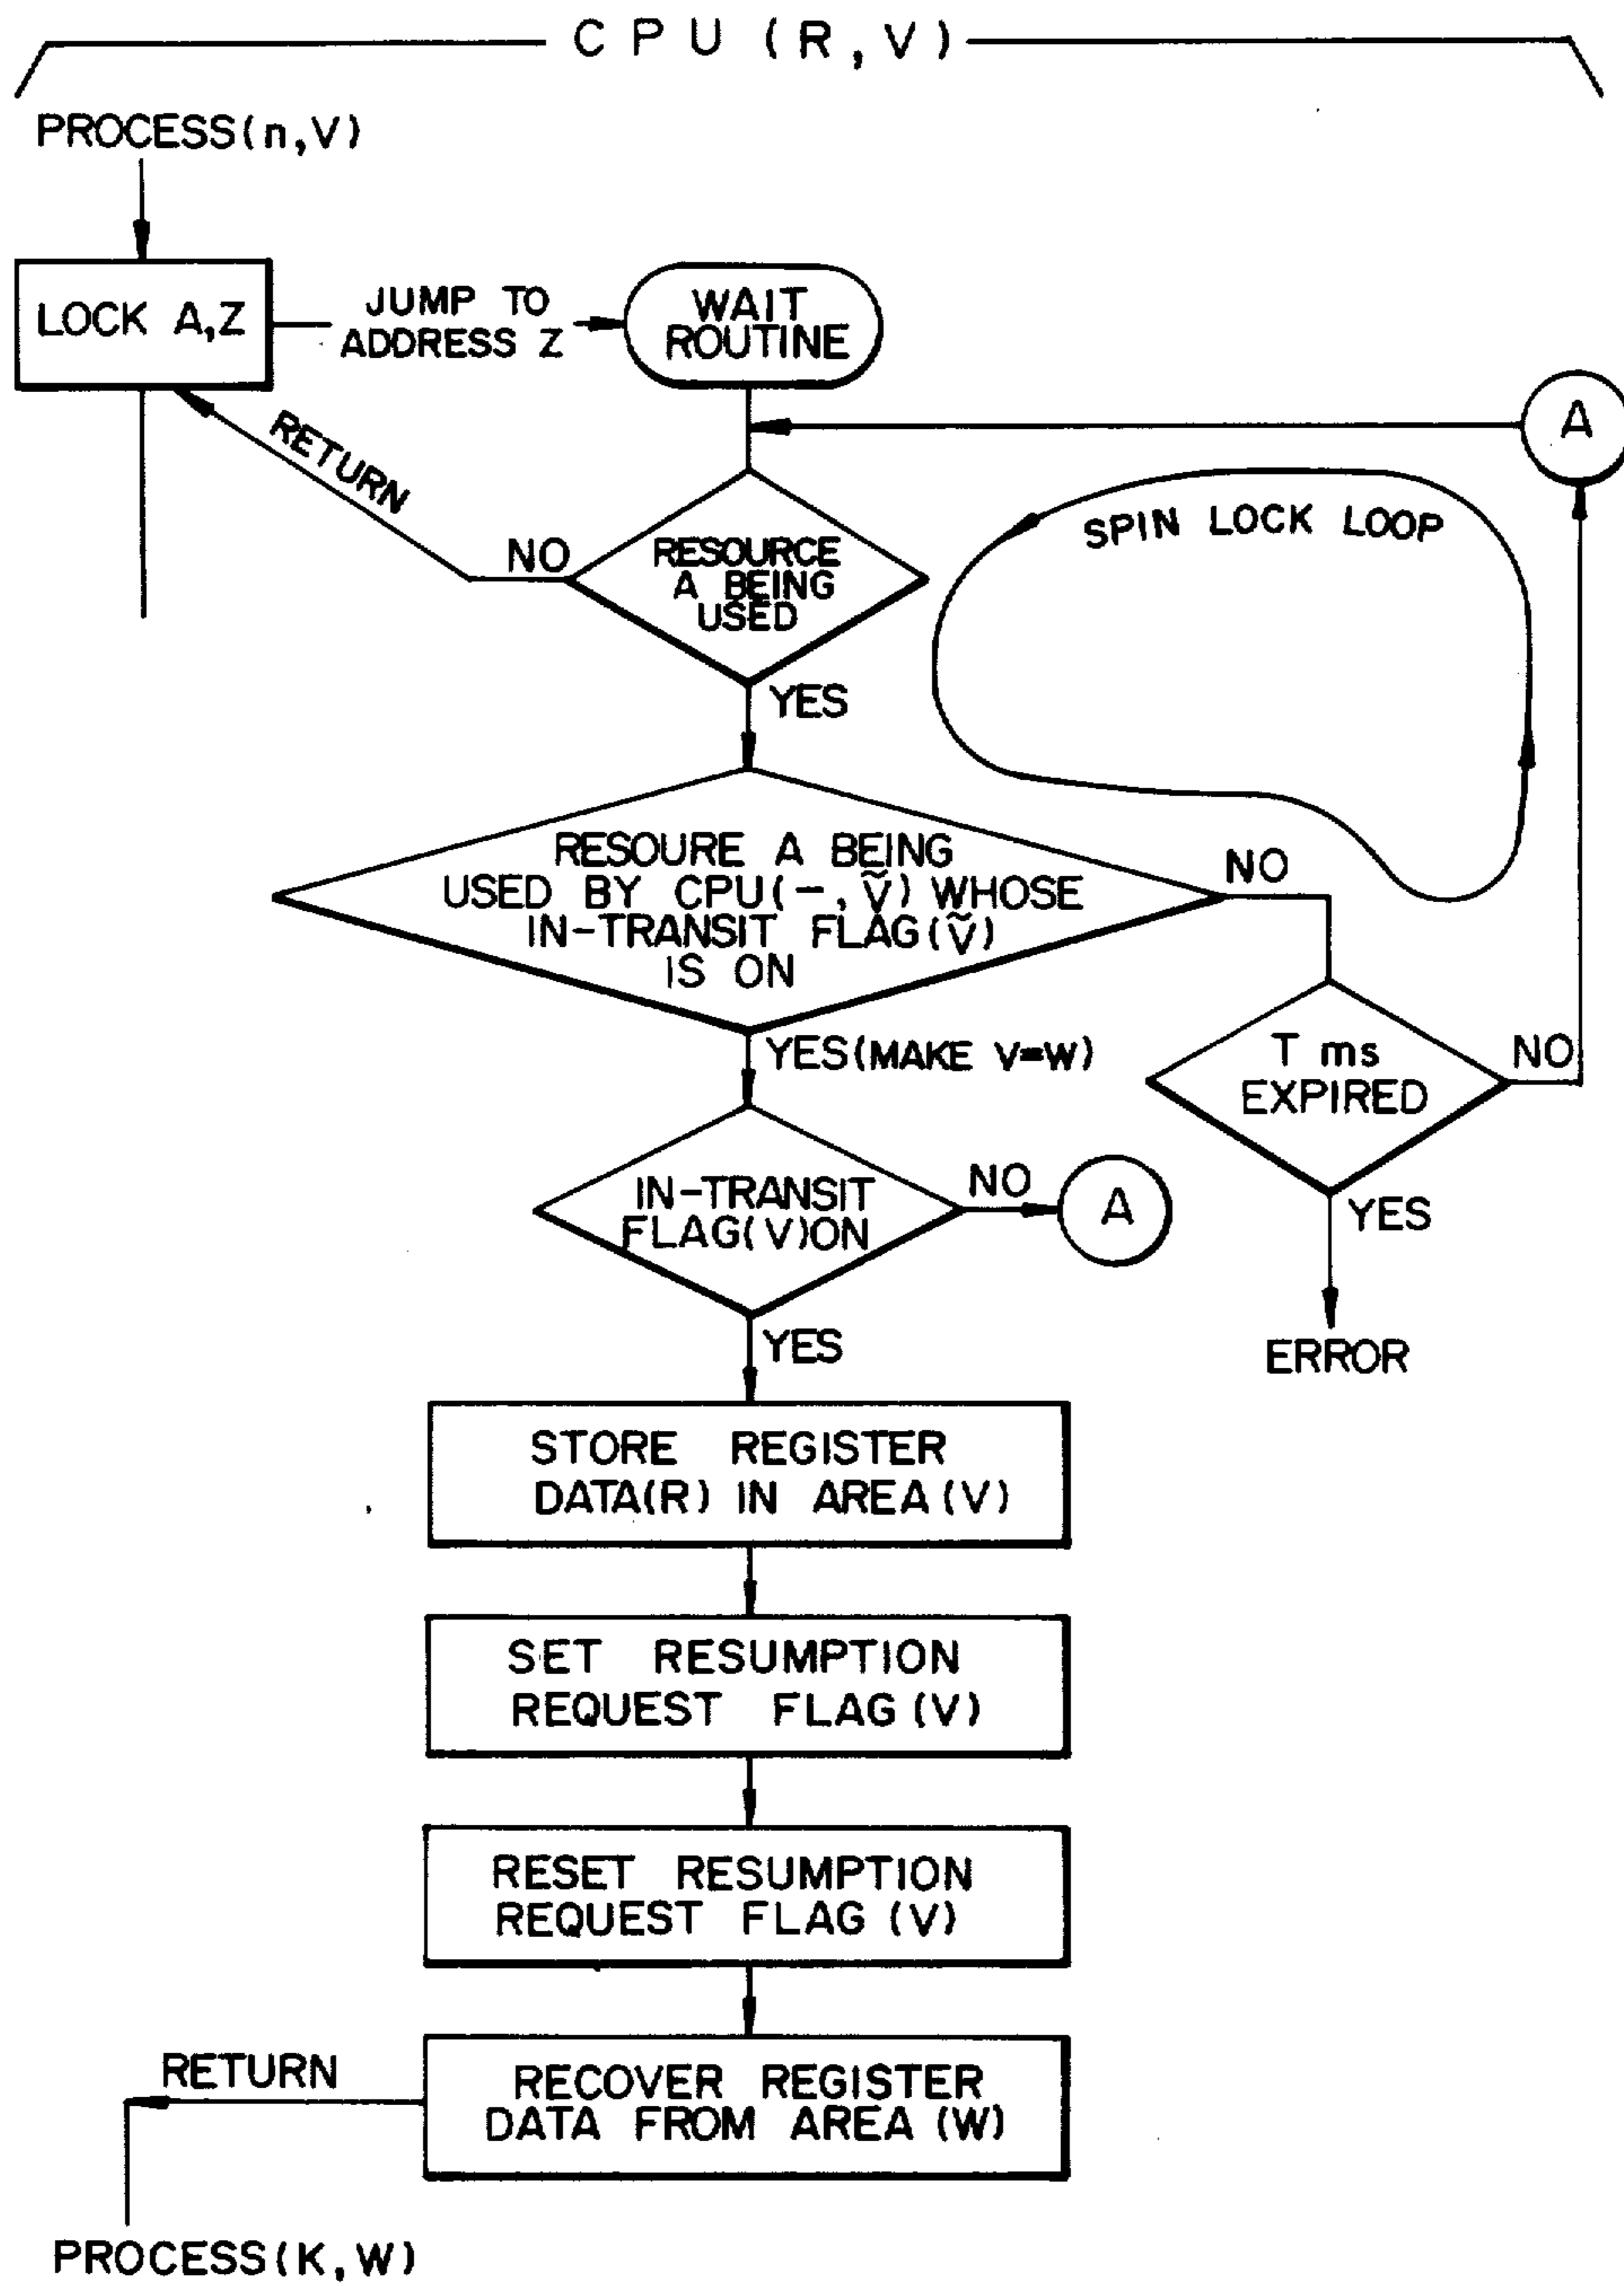 CPU(R,V)
PROCESS(n,V)
LOCK A,Z
JUMP TO
ADDRESS Z
WAIT
ROUTINE
A
RETURN
SPIN LOCK LOOP
NO
RESOURCE
A BEING
USED
YES
RESOURE A BEING
USED BY CPU(-,Ṽ) WHOSE
IN-TRANSIT FLAG(Ṽ)
IS ON
NO
YES(MAKE V=W)
T ms
EXPIRED
NO
IN-TRANSIT
FLAG(V)ON
NO
A
YES
YES
ERROR
STORE REGISTER
DATA(R) IN AREA(V)
SET RESUMPTION
REQUEST FLAG(V)
RESET RESUMPTION
REQUEST FLAG(V)
RETURN
RECOVER REGISTER
DATA FROM AREA(W)
PROCESS(K,W)